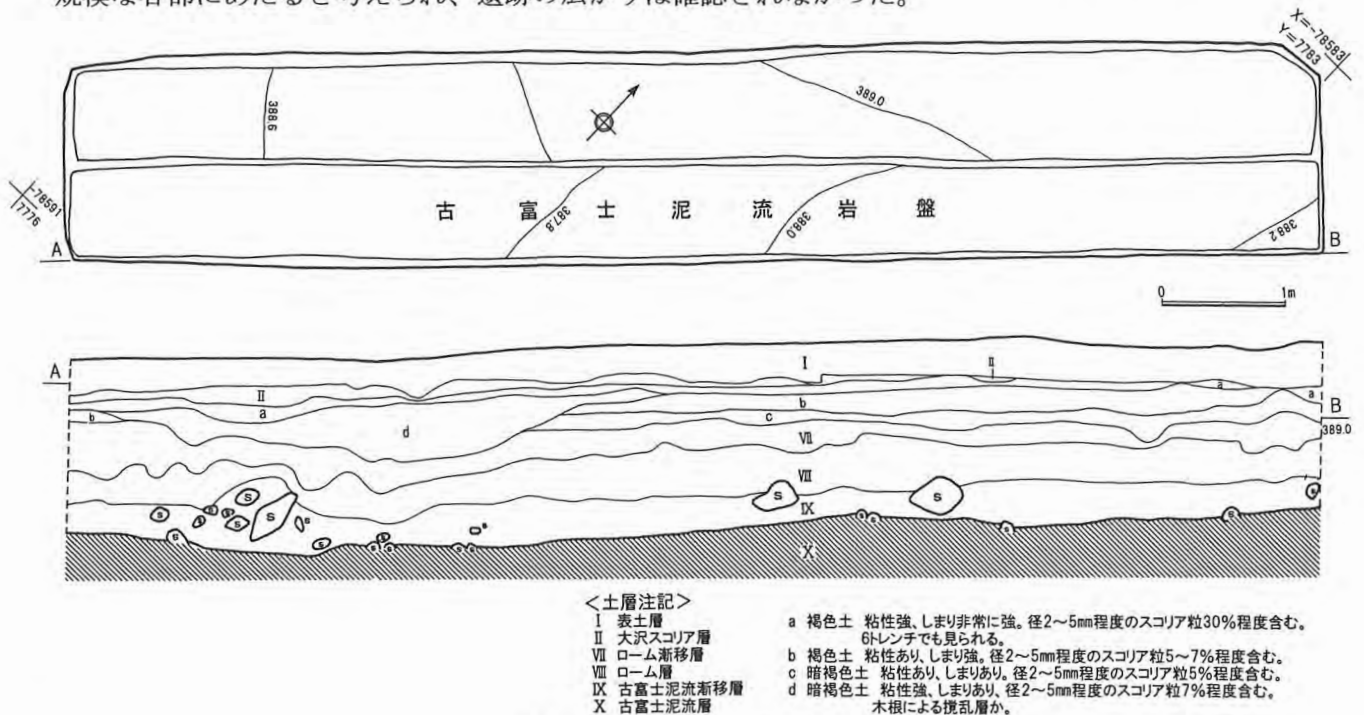 規模な谷部にあたると考えられ、遺跡の広がりは確認されなかった。
X=-78583
Y=7783
388.6
389.0
-78591
7776
古富士泥流岩盤
387.8
388.0
388.2
A
B
0 1m
A
I
II
II
a
a
a
b
b
c
d
B
389.0
VII
VIII
IX
X
S
S
S
S
<土層注記>
I 表土層
II 大沢スコリア層
VII ローム漸移層
VIII ローム層
IX 古富士泥流漸移層
X 古富士泥流層
a 褐色土 粘性強、しまり非常に強。径2～5mm程度のスコリア粒30%程度含む。
6トレンチでも見られる。
b 褐色土 粘性あり、しまり強。径2～5mm程度のスコリア粒5～7%程度含む。
c 暗褐色土 粘性あり、しまりあり。径2～5mm程度のスコリア粒5%程度含む。
d 暗褐色土 粘性強、しまりあり、径2～5mm程度のスコリア粒7%程度含む。
木根による撹乱層か。